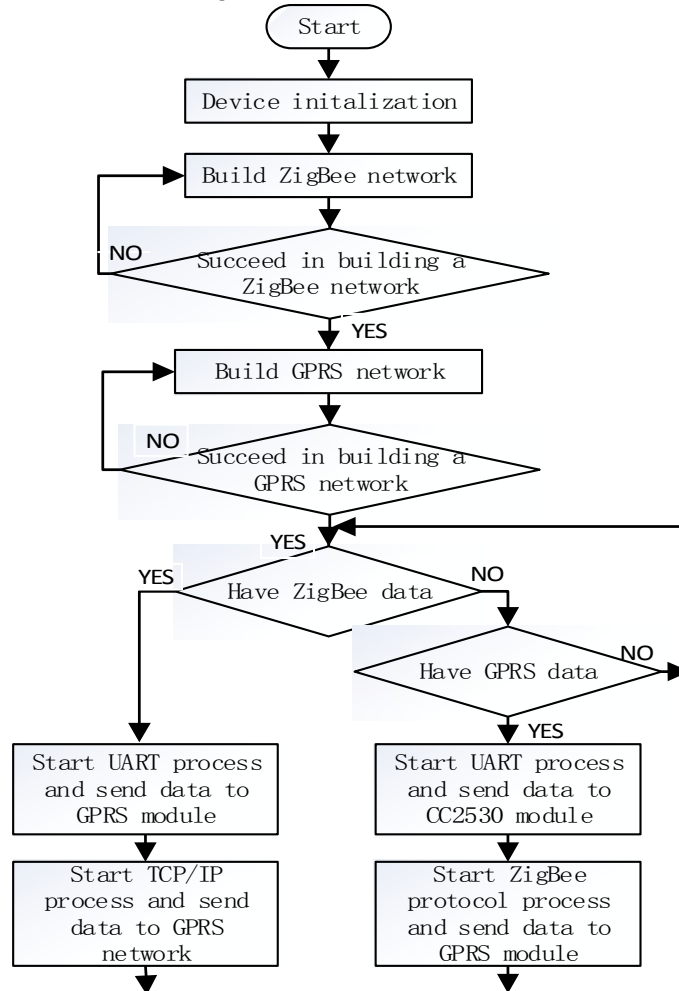 Start
Device initalization
Build ZigBee network
NO
Succeed in building a
ZigBee network
YES
Build GPRS network
NO
Succeed in building a
GPRS network
YES
YES
Have ZigBee data
NO
Have GPRS data
NO
YES
Start UART process
and send data to
GPRS module
Start UART process
and send data to
CC2530 module
Start TCP/IP
process and send
data to GPRS
network
Start ZigBee
protocol process
and send data to
GPRS module